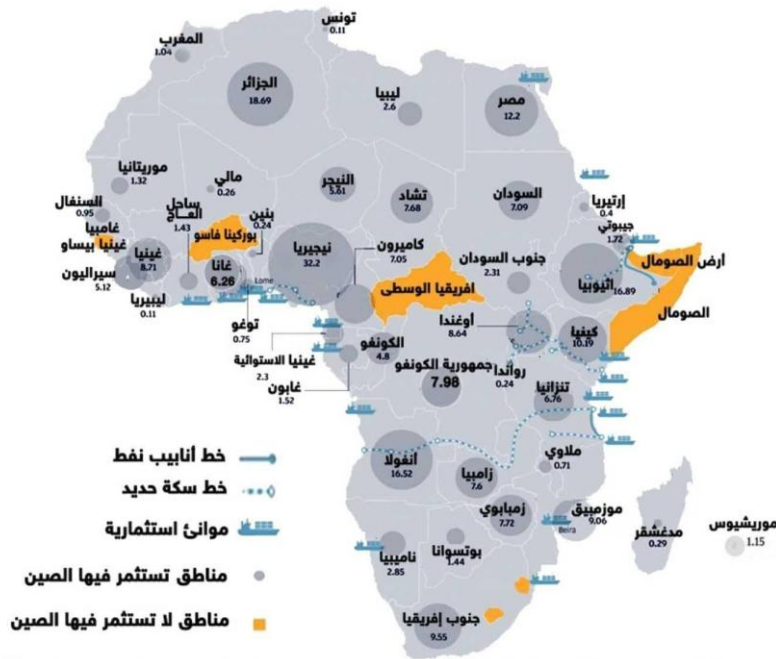 تونس
0.11
المغرب
1.04
الجزائر
18.69
ليبيا
2.6
مصر
12.2
موريتانيا
1.32
مالي
0.26
النيجر
5.61
تشاد
7.68
السودان
7.09
إرتيريا
0.4
السنغال
0.95
غامبيا
غينيا بيساو
ساحل
العـــاج
1.43
بوركينا فاسو
بنين
0.24
نيجيريا
32.2
كاميرون
7.05
جنوب السودان
2.31
جيبوتي
1.72
أرض الصومال
اثيوبيا
16.89
الصومال
غينيا
8.71
سيراليون
5.12
ليبيريا
0.11
غانا
6.26
Lome
توغو
0.75
افريقيا الوسطى
أوغندا
8.64
كينيا
10.19
غينيا الاستوائية
2.3
الكونغو
4.8
غابون
1.52
جمهورية الكونغو
7.98
رواندا
0.24
تنزانيا
6.76
أنغولا
16.52
زامبيا
7.6
ملاوي
0.71
زمبابوي
7.72
موزمبيق
9.06
Beira
مدغشقر
0.29
موريشيوس
1.15
ناميبيا
2.85
بوتسوانا
1.44
جنوب إفريقيا
9.55
خط أنابيب نفط
خط سكة حديد
موانئ استثمارية
مناطق تستثمر فيها الصين
مناطق لا تستثمر فيها الصين